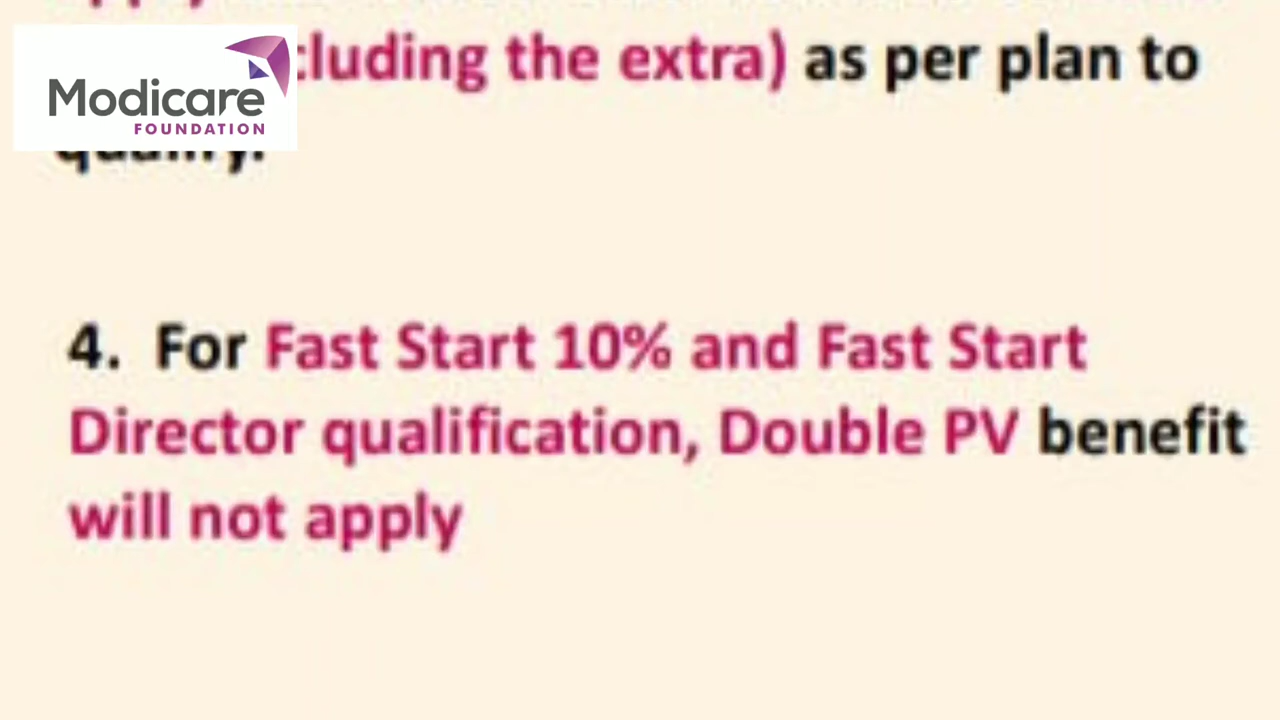 Modicare
FOUNDATION
the extra) as per plan to
4. For Fast Start 10% and Fast Start
Director qualification, Double PV benefit
will not apply